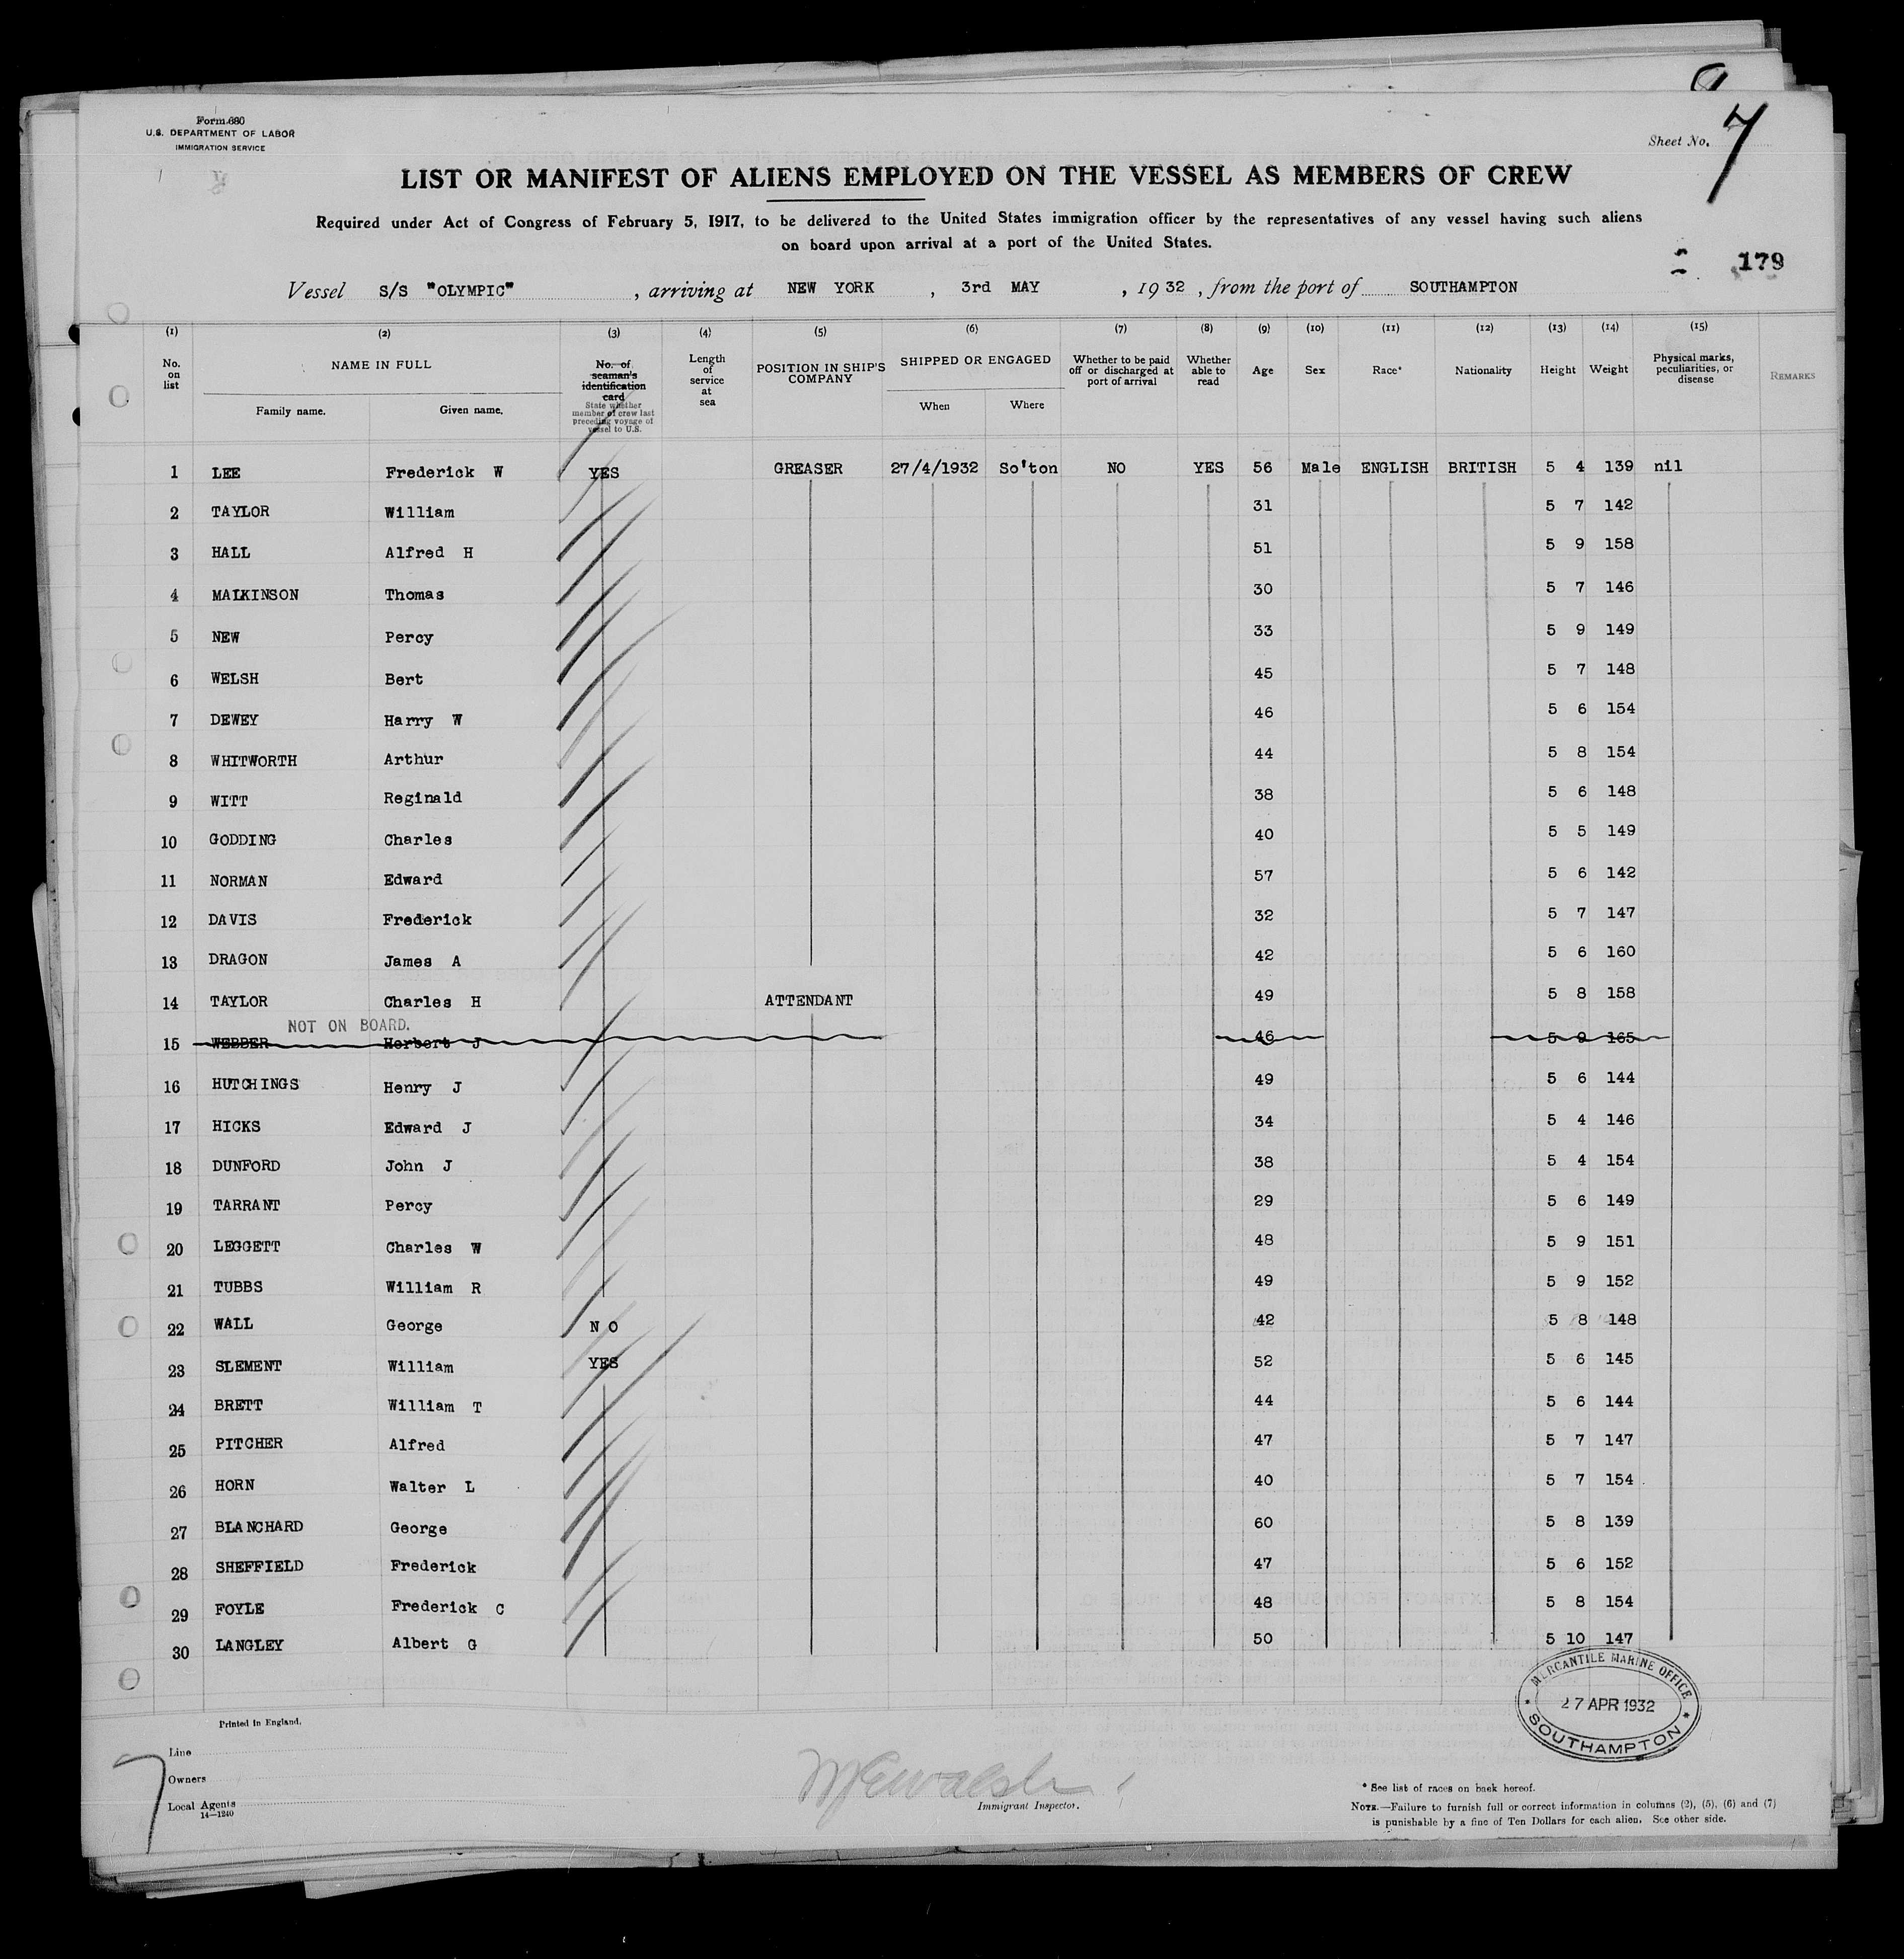 Form 680
U.S. DEPARTMENT OF LABOR
IMMIGRATION SERVICE
Sheet No. 7
LIST OR MANIFEST OF ALIENS EMPLOYED ON THE VESSEL AS MEMBERS OF CREW
Required under Act of Congress of February 5, 1917, to be delivered to the United States immigration officer by the representatives of any vessel having such aliens
on board upon arrival at a port of the United States.
179
Vessel S/S "OLYMPIC", arriving at NEW YORK, 3rd MAY, 1932, from the port of SOUTHAMPTON
(1) (2) (3) (4) (5) (6) (7) (8) (9) (10) (11) (12) (13) (14) (15)
No. on list
NAME IN FULL
Family name. Given name.
No. of seaman's identification card
State whether member of crew last preceding voyage of vessel to U.S.
Length of service at sea
POSITION IN SHIP'S COMPANY
SHIPPED OR ENGAGED
When Where
Whether to be paid off or discharged at port of arrival
Whether able to read
Age
Sex
Race*
Nationality
Height
Weight
Physical marks, peculiarities, or disease
REMARKS
1 LEE Frederick W YES GREASER 27/4/1932 So'ton NO YES 56 Male ENGLISH BRITISH 5 4 139 nil
2 TAYLOR William 31 5 7 142
3 HALL Alfred H 51 5 9 158
4 MALKINSON Thomas 30 5 7 146
5 NEW Percy 33 5 9 149
6 WELSH Bert 45 5 7 148
7 DEWEY Harry W 46 5 6 154
8 WHITWORTH Arthur 44 5 8 154
9 WITT Reginald 38 5 6 148
10 GODDING Charles 40 5 5 149
11 NORMAN Edward 57 5 6 142
12 DAVIS Frederick 32 5 7 147
13 DRAGON James A 42 5 6 160
14 TAYLOR Charles H ATTENDANT 49 5 8 158
NOT ON BOARD.
15 WEBBER Herbert J 46 5 9 165
16 HUTCHINGS Henry J 49 5 6 144
17 HICKS Edward J 34 5 4 146
18 DUNFORD John J 38 5 4 154
19 TARRANT Percy 29 5 6 149
20 LEGGETT Charles W 48 5 9 151
21 TUBBS William R 49 5 9 152
22 WALL George NO 42 5 8 148
23 SLEMENT William YES 52 5 6 145
24 BRETT William T 44 5 6 144
25 PITCHER Alfred 47 5 7 147
26 HORN Walter L 40 5 7 154
27 BLANCHARD George 60 5 8 139
28 SHEFFIELD Frederick 47 5 6 152
29 FOYLE Frederick C 48 5 8 154
30 LANGLEY Albert G 50 5 10 147
MERCANTILE MARINE OFFICE
27 APR 1932
SOUTHAMPTON
Printed in England.
Line
Owners
Local Agents
14—1240
7
Immigrant Inspector.
* See list of races on back hereof.
NOTE.—Failure to furnish full or correct information in columns (2), (5), (6) and (7)
is punishable by a fine of Ten Dollars for each alien. See other side.